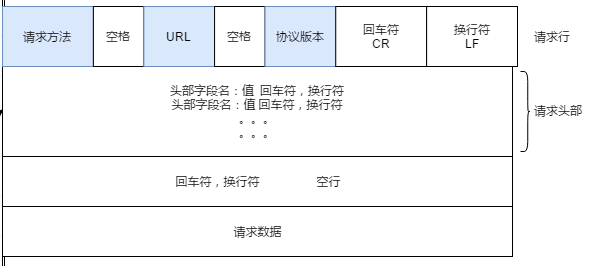 请求方法 空格 URL 空格 协议版本 回车符 CR 换行符 LF 请求行
头部字段名：值 回车符，换行符
头部字段名：值 回车符，换行符
。。。
。。。
请求头部
回车符，换行符 空行
请求数据